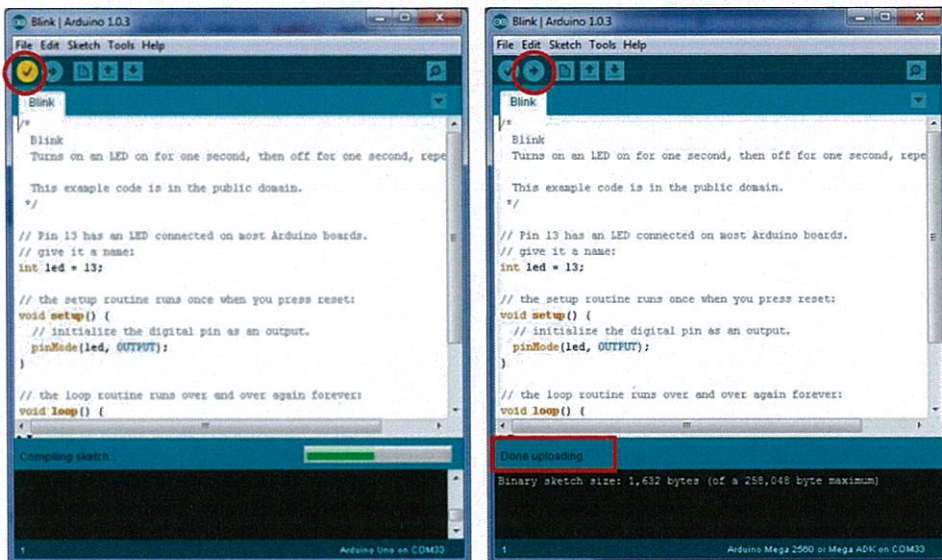 Blink | Arduino 1.0.3
File Edit Sketch Tools Help
Blink
/*
Blink
Turns on an LED on for one second, then off for one second, repe
This example code is in the public domain.
*/
// Pin 13 has an LED connected on most Arduino boards.
// give it a name:
int led = 13;
// the setup routine runs once when you press reset:
void setup() {
// initialize the digital pin as an output.
pinMode(led, OUTPUT);
}
// the loop routine runs over and over again forever:
void loop() {
Compiling sketch...
1
Arduino Uno on COM33
Blink | Arduino 1.0.3
File Edit Sketch Tools Help
Blink
/*
Blink
Turns on an LED on for one second, then off for one second, repe
This example code is in the public domain.
*/
// Pin 13 has an LED connected on most Arduino boards.
// give it a name:
int led = 13;
// the setup routine runs once when you press reset:
void setup() {
// initialize the digital pin as an output.
pinMode(led, OUTPUT);
}
// the loop routine runs over and over again forever:
void loop() {
Done uploading.
Binary sketch size: 1,632 bytes (of a 258,048 byte maximum)
1
Arduino Mega 2560 or Mega ADK on COM33